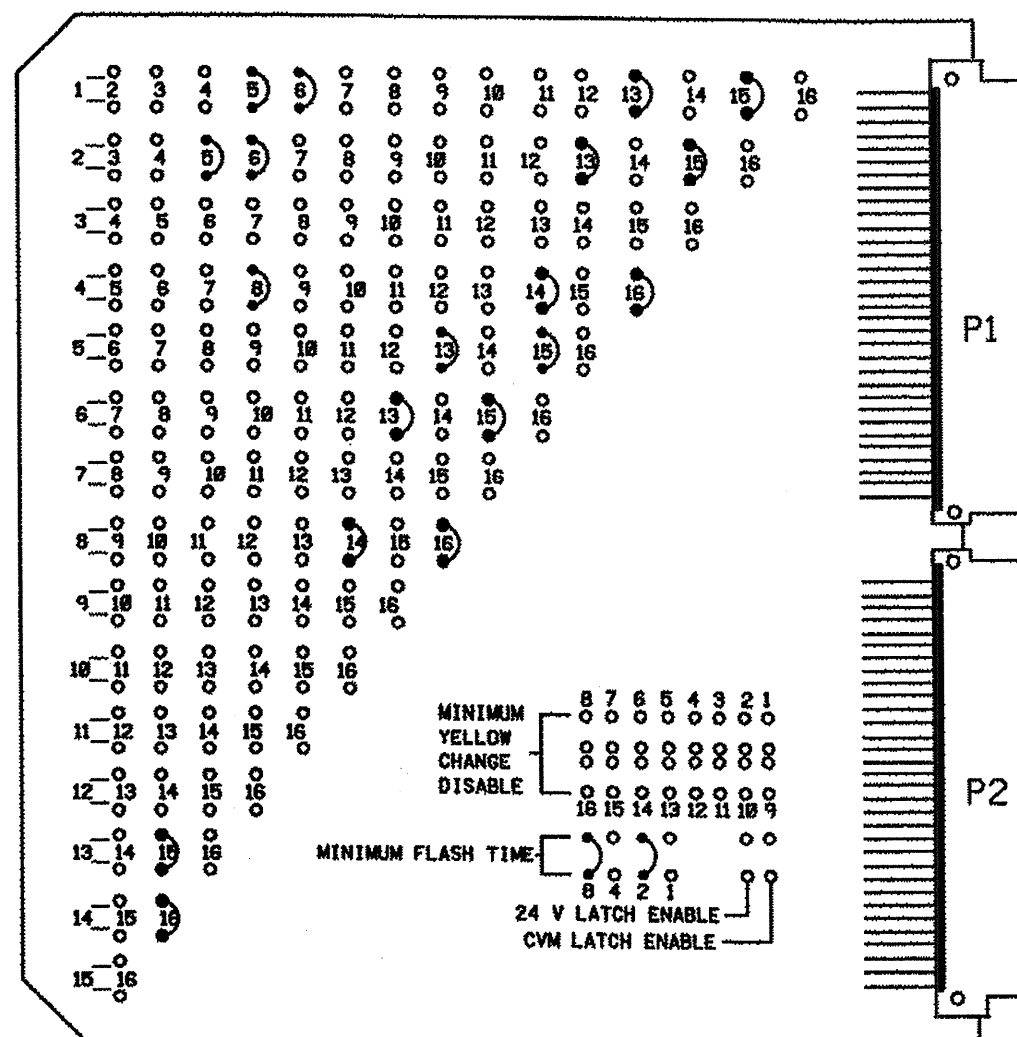 1 2 3 4 5 6 7 8 9 10 11 12 13 14 15 16
2 3 4 5 6 7 8 9 10 11 12 13 14 15 16
3 4 5 6 7 8 9 10 11 12 13 14 15 16
4 5 6 7 8 9 10 11 12 13 14 15 16
P1
5 6 7 8 9 10 11 12 13 14 15 16
6 7 8 9 10 11 12 13 14 15 16
7 8 9 10 11 12 13 14 15 16
8 9 10 11 12 13 14 15 16
9 10 11 12 13 14 15 16
10 11 12 13 14 15 16
11 12 13 14 15 16
12 13 14 15 16
13 14 15 16
14 15 16
15 16
8 7 6 5 4 3 2 1
MINIMUM
YELLOW
CHANGE
DISABLE
16 15 14 13 12 11 10 9
P2
MINIMUM FLASH TIME
8 4 2 1
24 V LATCH ENABLE
CVM LATCH ENABLE